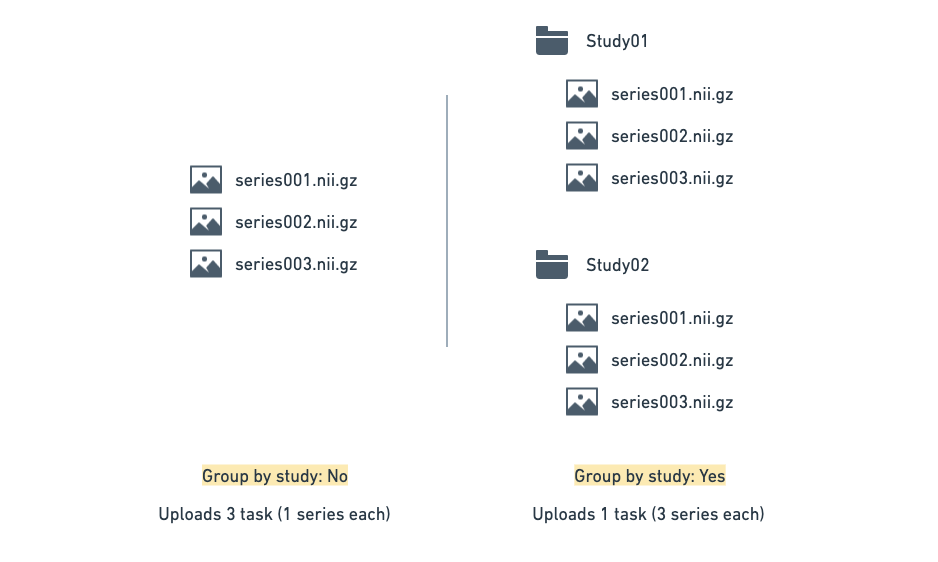 series001.nii.gz
series002.nii.gz
series003.nii.gz
Group by study: No
Uploads 3 task (1 series each)
Study01
series001.nii.gz
series002.nii.gz
series003.nii.gz
Study02
series001.nii.gz
series002.nii.gz
series003.nii.gz
Group by study: Yes
Uploads 1 task (3 series each)